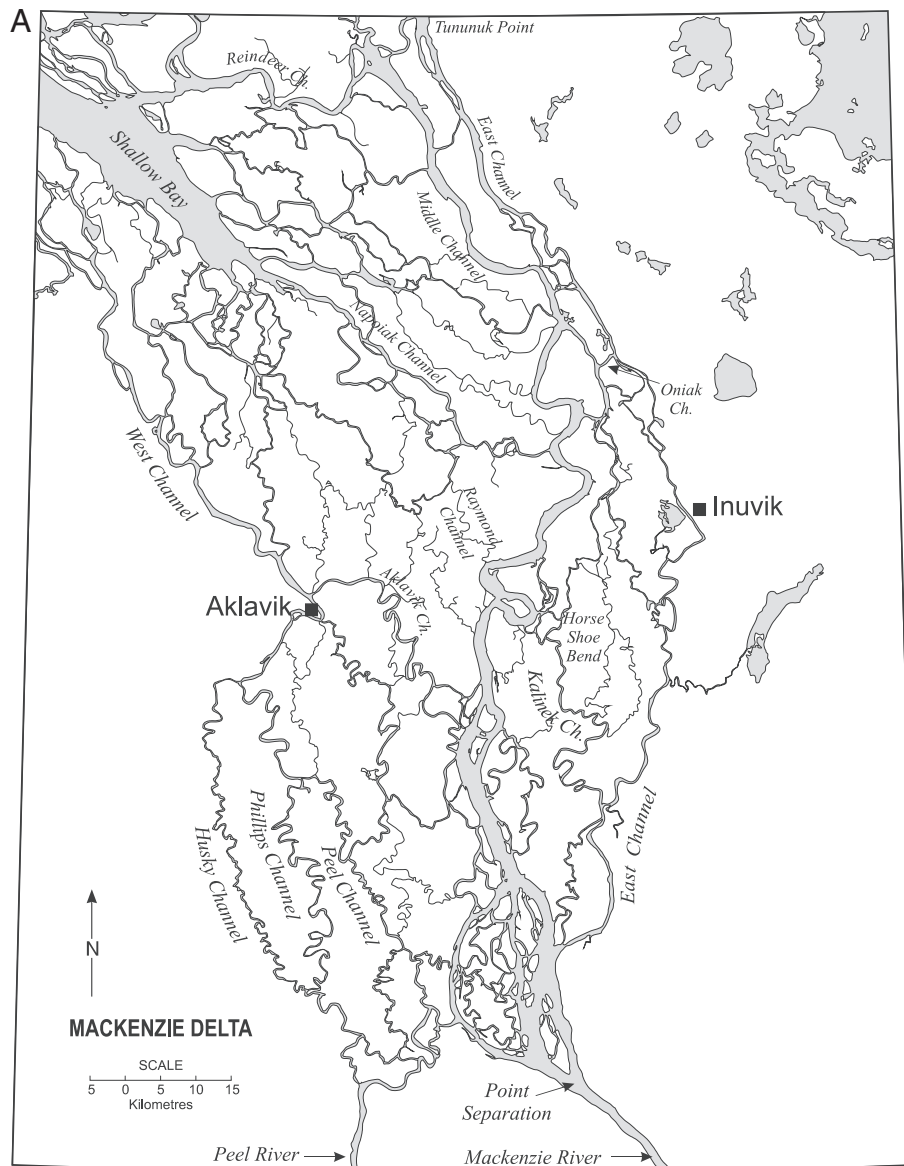 A
Tununuk Point
Reindeer Ch.
East Channel
Shallow Bay
Middle Channel
Napoiak Channel
Oniak
Ch.
West Channel
Inuvik
Raymond
Channel
Aklavik Ch.
Aklavik
Horse
Shoe
Bend
Kalinek Ch.
East Channel
Peel Channel
Phillips Channel
Husky Channel
N
MACKENZIE DELTA
SCALE
5 0 5 10 15
Kilometres
Point
Separation
Peel River
Mackenzie River